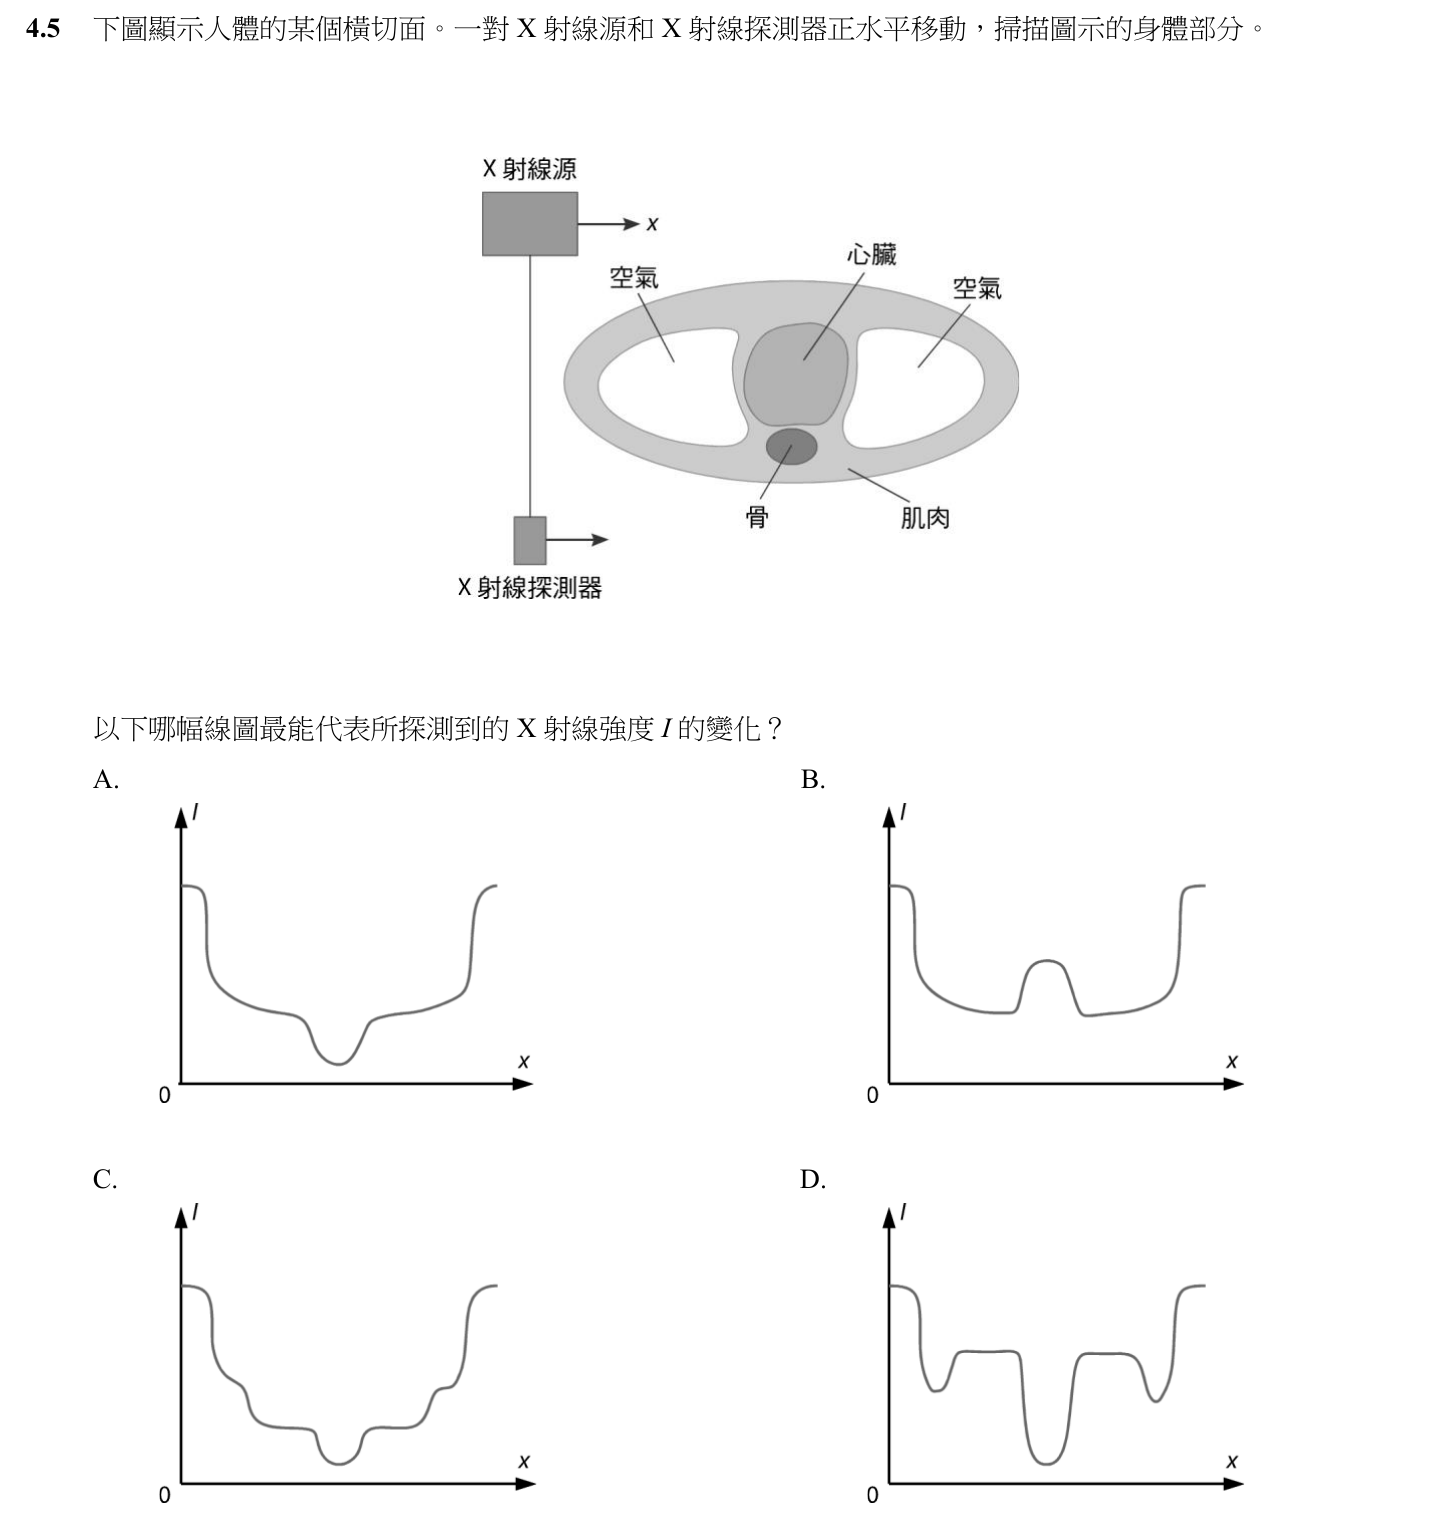 4.5 下圖顯示人體的某個橫切面。一對 X 射線源和 X 射線探測器正水平移動，掃描圖示的身體部分。
X 射線源
x
心臟
空氣
空氣
骨
肌肉
X 射線探測器
以下哪幅線圖最能代表所探測到的 X 射線強度 I 的變化？
A.
B.
I
I
x
x
0
0
C.
D.
I
I
x
x
0
0